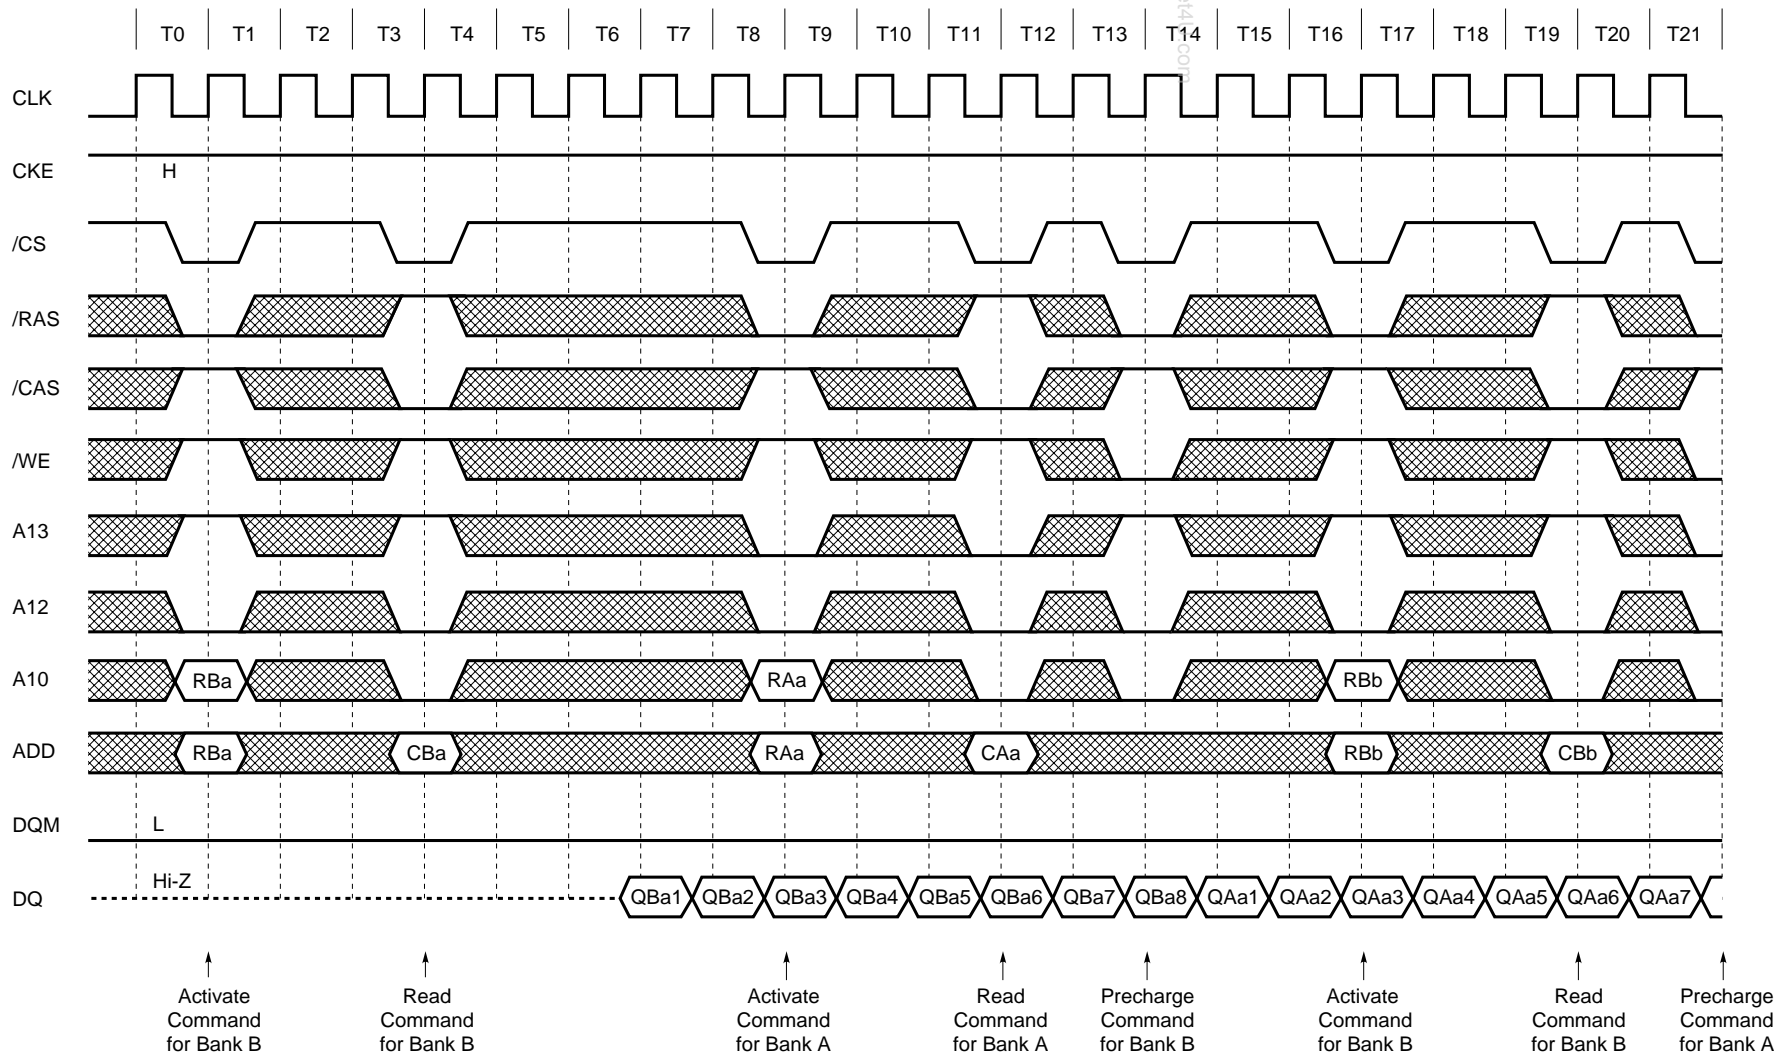 T0 T1 T2 T3 T4 T5 T6 T7 T8 T9 T10 T11 T12 T13 T14 T15 T16 T17 T18 T19 T20 T21
CLK
CKE H
/CS
/RAS
/CAS
/WE
A13
A12
A10 RBa RAa RBb
ADD RBa CBa RAa CAa RBb CBb
DQM L
Hi-Z
DQ QBa1 QBa2 QBa3 QBa4 QBa5 QBa6 QBa7 QBa8 QAa1 QAa2 QAa3 QAa4 QAa5 QAa6 QAa7
Activate Read Activate Read Precharge Activate Read Precharge
Command Command Command Command Command Command Command Command
for Bank B for Bank B for Bank A for Bank A for Bank B for Bank B for Bank B for Bank A